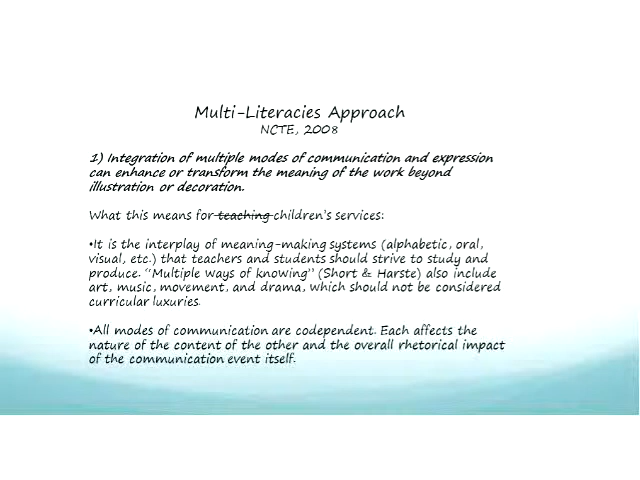 Multi-Literacies Approach
NCTE, 2008
1) Integration of multiple modes of communication and expression
can enhance or transform the meaning of the work beyond
illustration or decoration.
What this means for teaching children's services:
•It is the interplay of meaning-making systems (alphabetic, oral,
visual, etc.) that teachers and students should strive to study and
produce. “Multiple ways of knowing” (Short & Harste) also include
art, music, movement, and drama, which should not be considered
curricular luxuries.
•All modes of communication are codependent. Each affects the
nature of the content of the other and the overall rhetorical impact
of the communication event itself.